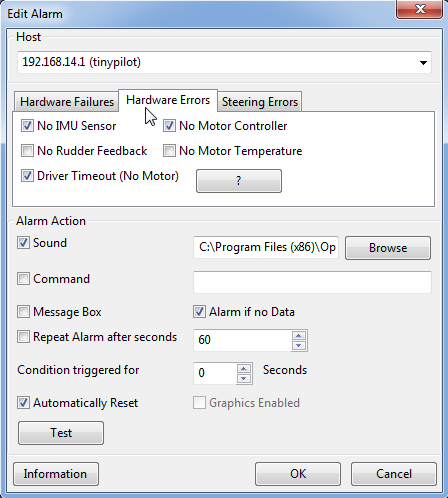 Edit Alarm
Host
192.168.14.1 (tinypilot)
Hardware Failures Hardware Errors Steering Errors
No IMU Sensor No Motor Controller
No Rudder Feedback No Motor Temperature
Driver Timeout (No Motor) ?
Alarm Action
Sound C:\Program Files (x86)\Op Browse
Command
Message Box Alarm if no Data
Repeat Alarm after seconds 60
Condition triggered for 0 Seconds
Automatically Reset Graphics Enabled
Test
Information OK Cancel